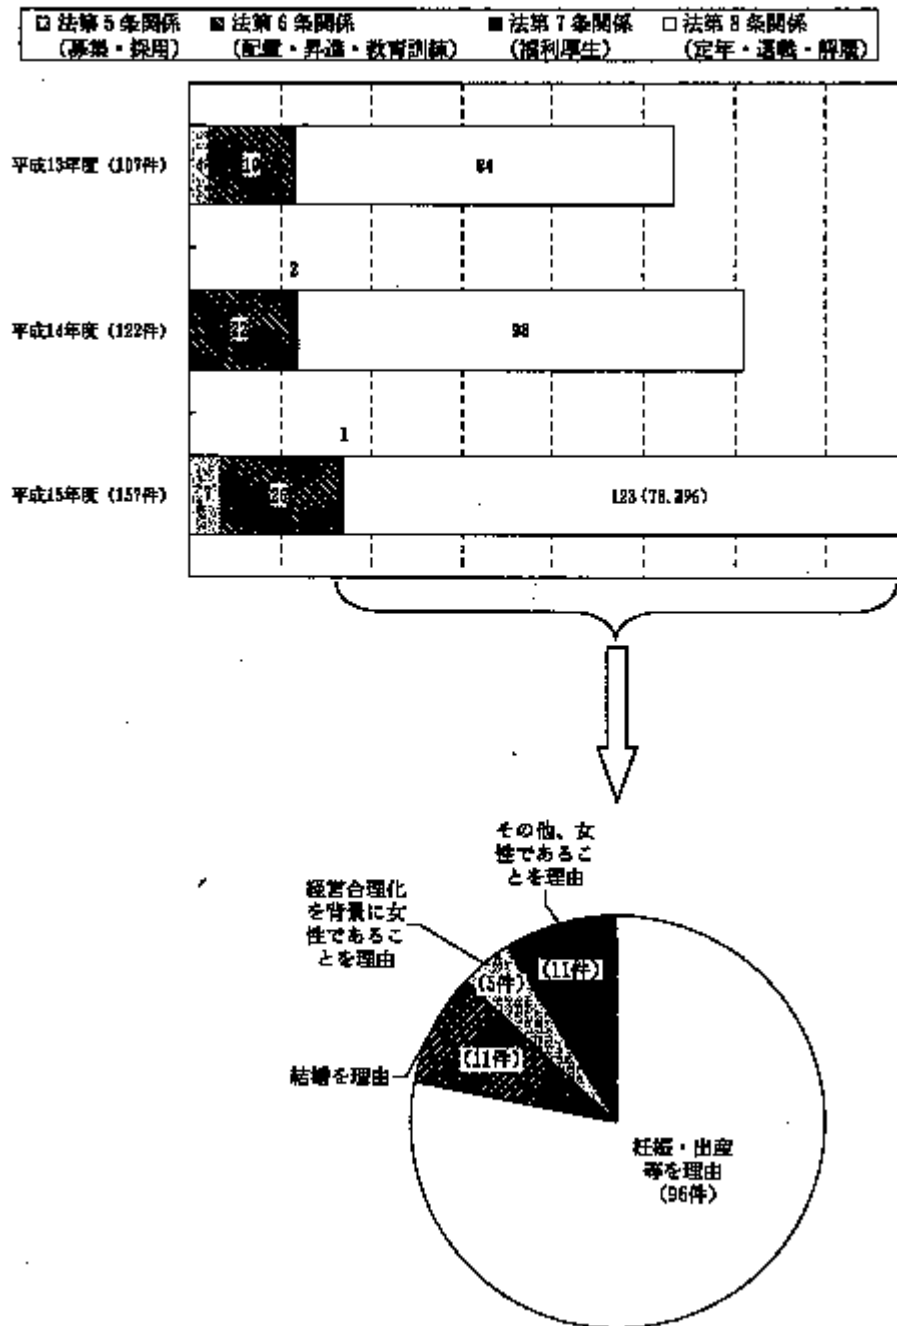 法第5条関係 法第6条関係 法第7条関係 法第8条関係
(募集・採用) (配置・昇進・教育訓練) (福利厚生) (定年・退職・解雇)
平成13年度 (107件)
4 19 84
2
平成14年度 (122件)
22 98
1
平成15年度 (157件)
7 26 123(78.3%)
その他、女
性であるこ
とを理由
経営合理化
を背景に女
性であるこ
とを理由
(11件)
(5件)
(11件)
結婚を理由
妊娠・出産
等を理由
(96件)